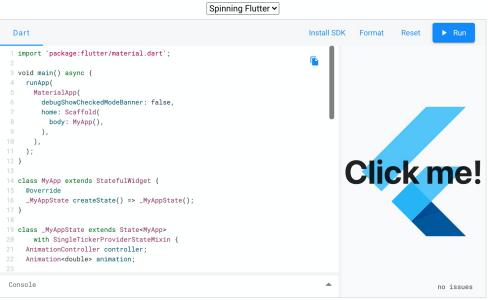 Spinning Flutter
Dart
Install SDK Format Reset Run
1 import 'package:flutter/material.dart';
2
3 void main() async {
4 runApp(
5 MaterialApp(
6 debugShowCheckedModeBanner: false,
7 home: Scaffold(
8 body: MyApp(),
9 ),
10 ),
11 );
12 }
13
14 class MyApp extends StatefulWidget {
15 @override
16 _MyAppState createState() => _MyAppState();
17 }
18
19 class _MyAppState extends State<MyApp>
20 with SingleTickerProviderStateMixin {
21 AnimationController controller;
22 Animation<double> animation;
23
Click me!
Console
no issues